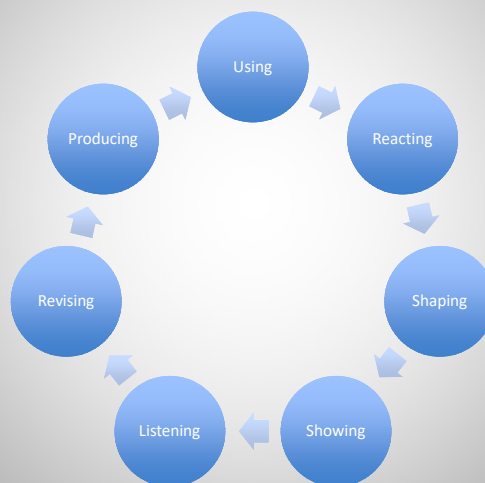 Using
Reacting
Shaping
Showing
Listening
Revising
Producing